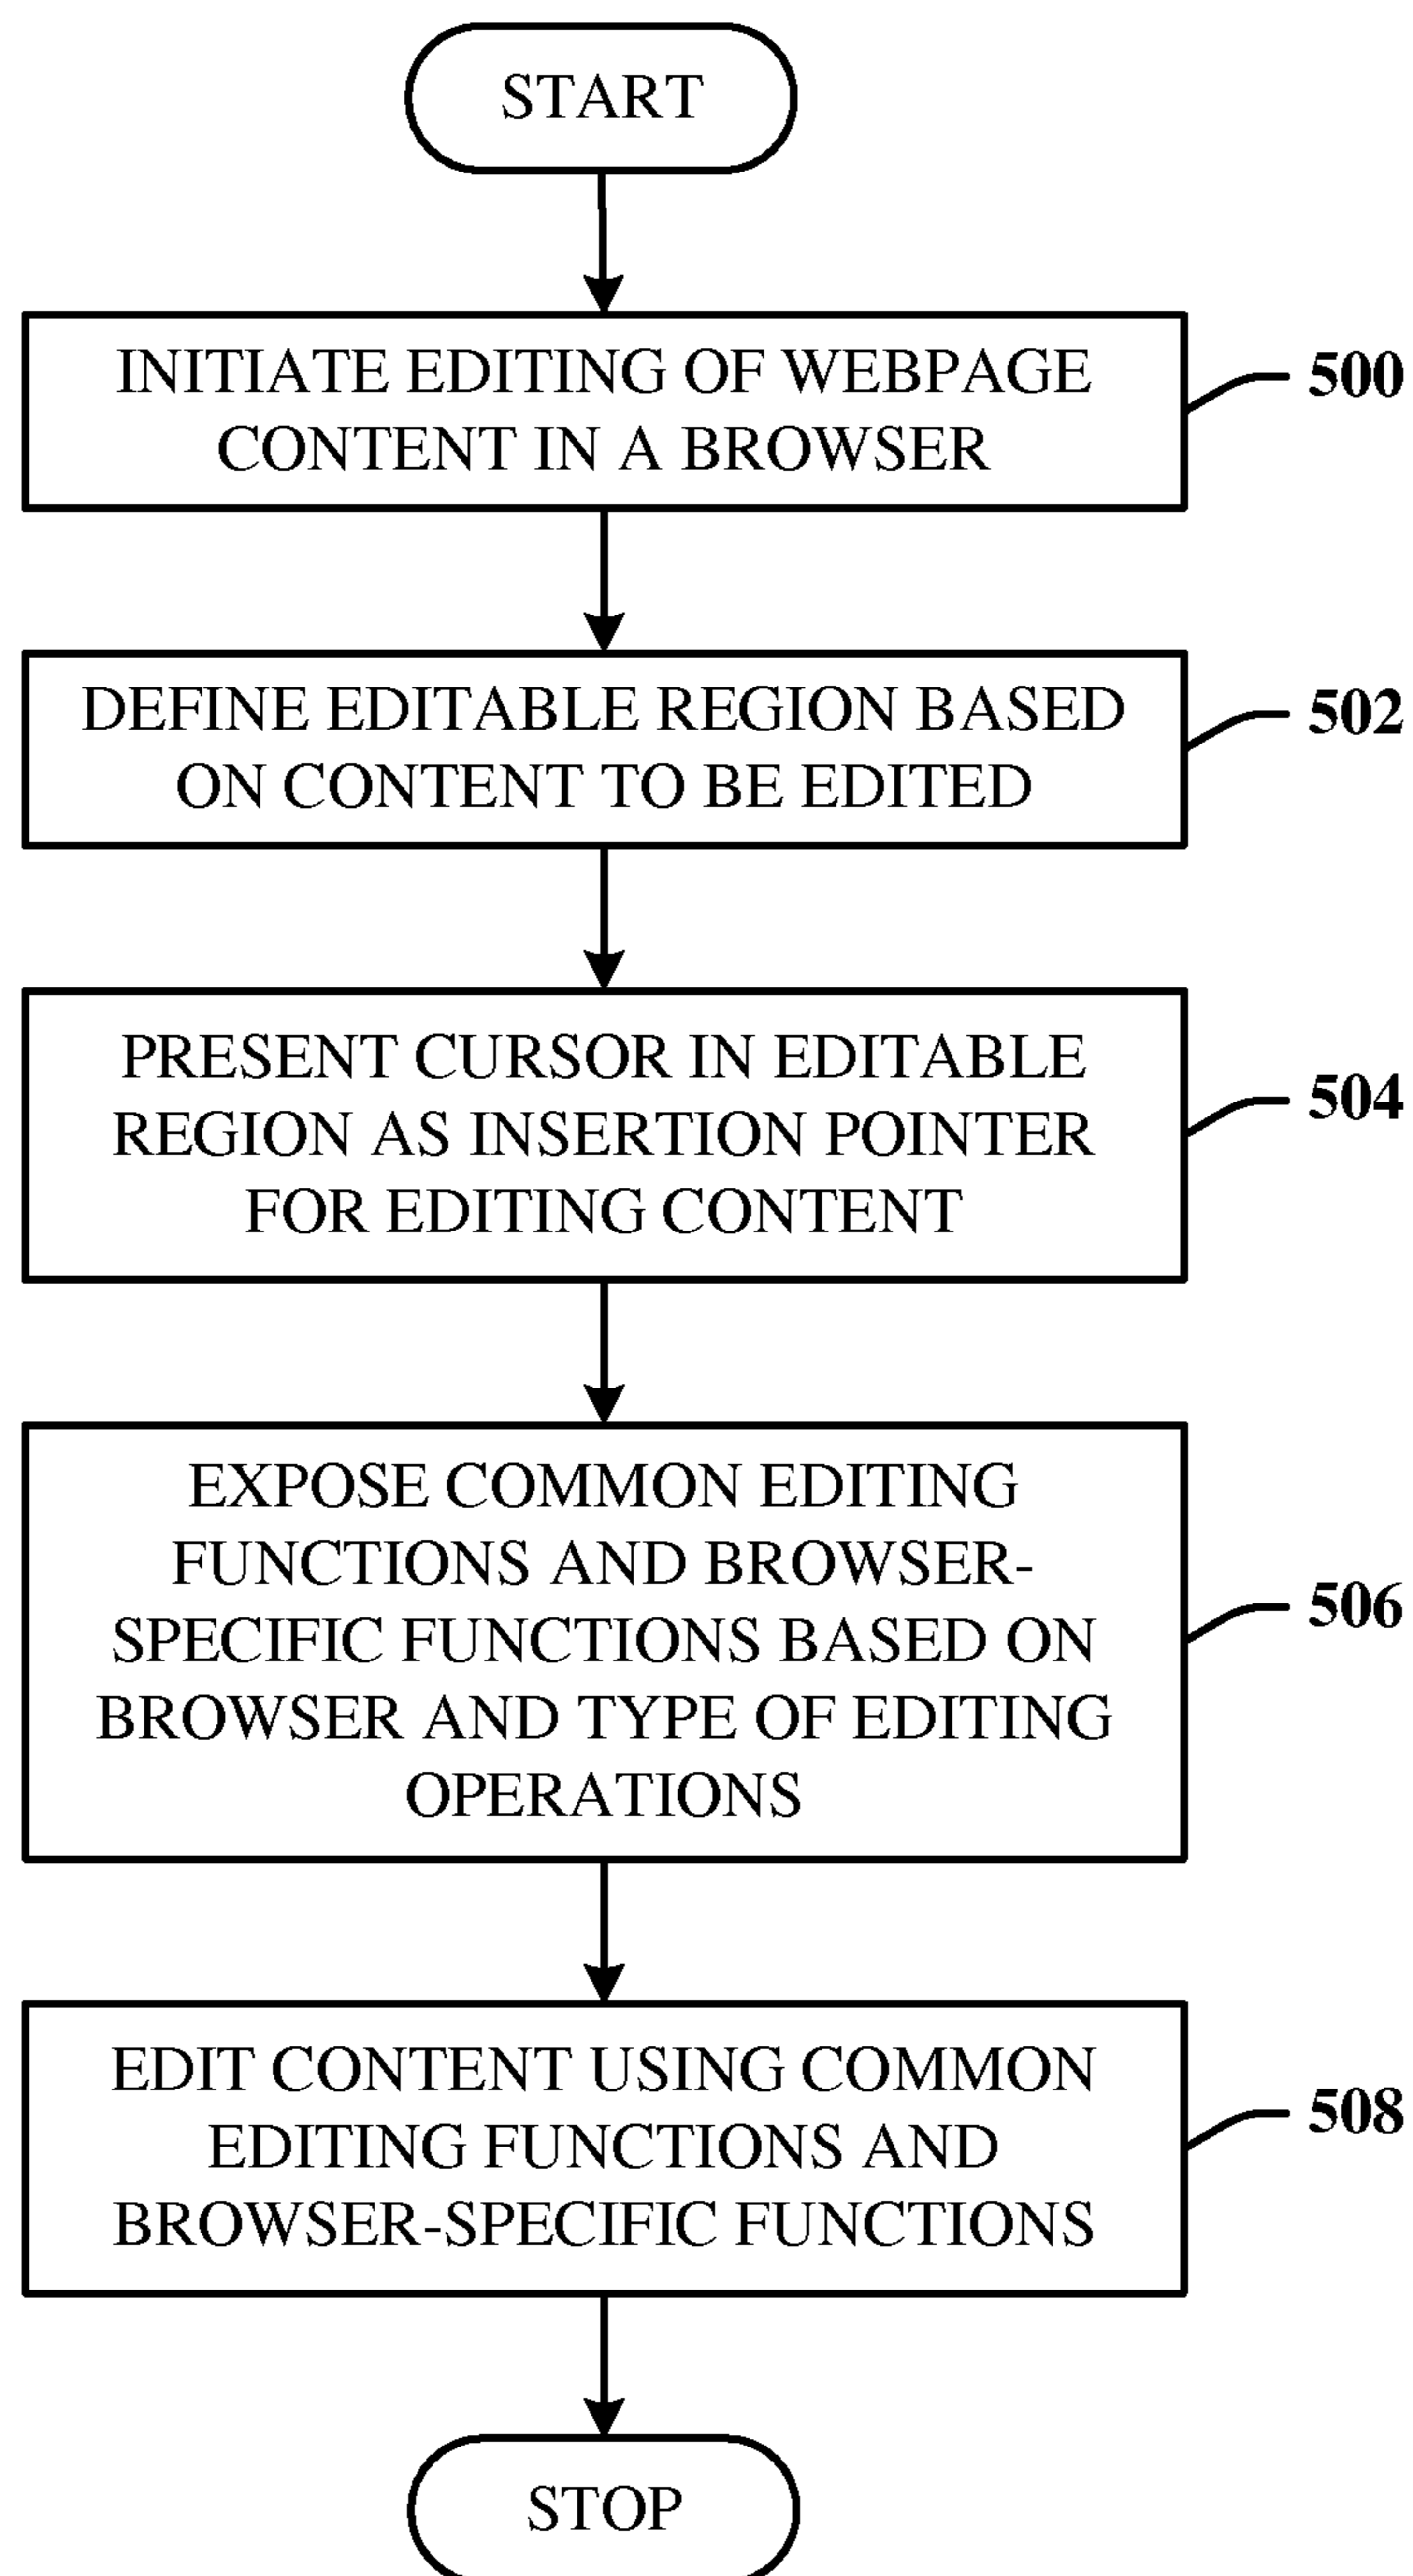 START
INITIATE EDITING OF WEBPAGE
CONTENT IN A BROWSER
500
DEFINE EDITABLE REGION BASED
ON CONTENT TO BE EDITED
502
PRESENT CURSOR IN EDITABLE
REGION AS INSERTION POINTER
FOR EDITING CONTENT
504
EXPOSE COMMON EDITING
FUNCTIONS AND BROWSER-
SPECIFIC FUNCTIONS BASED ON
BROWSER AND TYPE OF EDITING
OPERATIONS
506
EDIT CONTENT USING COMMON
EDITING FUNCTIONS AND
BROWSER-SPECIFIC FUNCTIONS
508
STOP